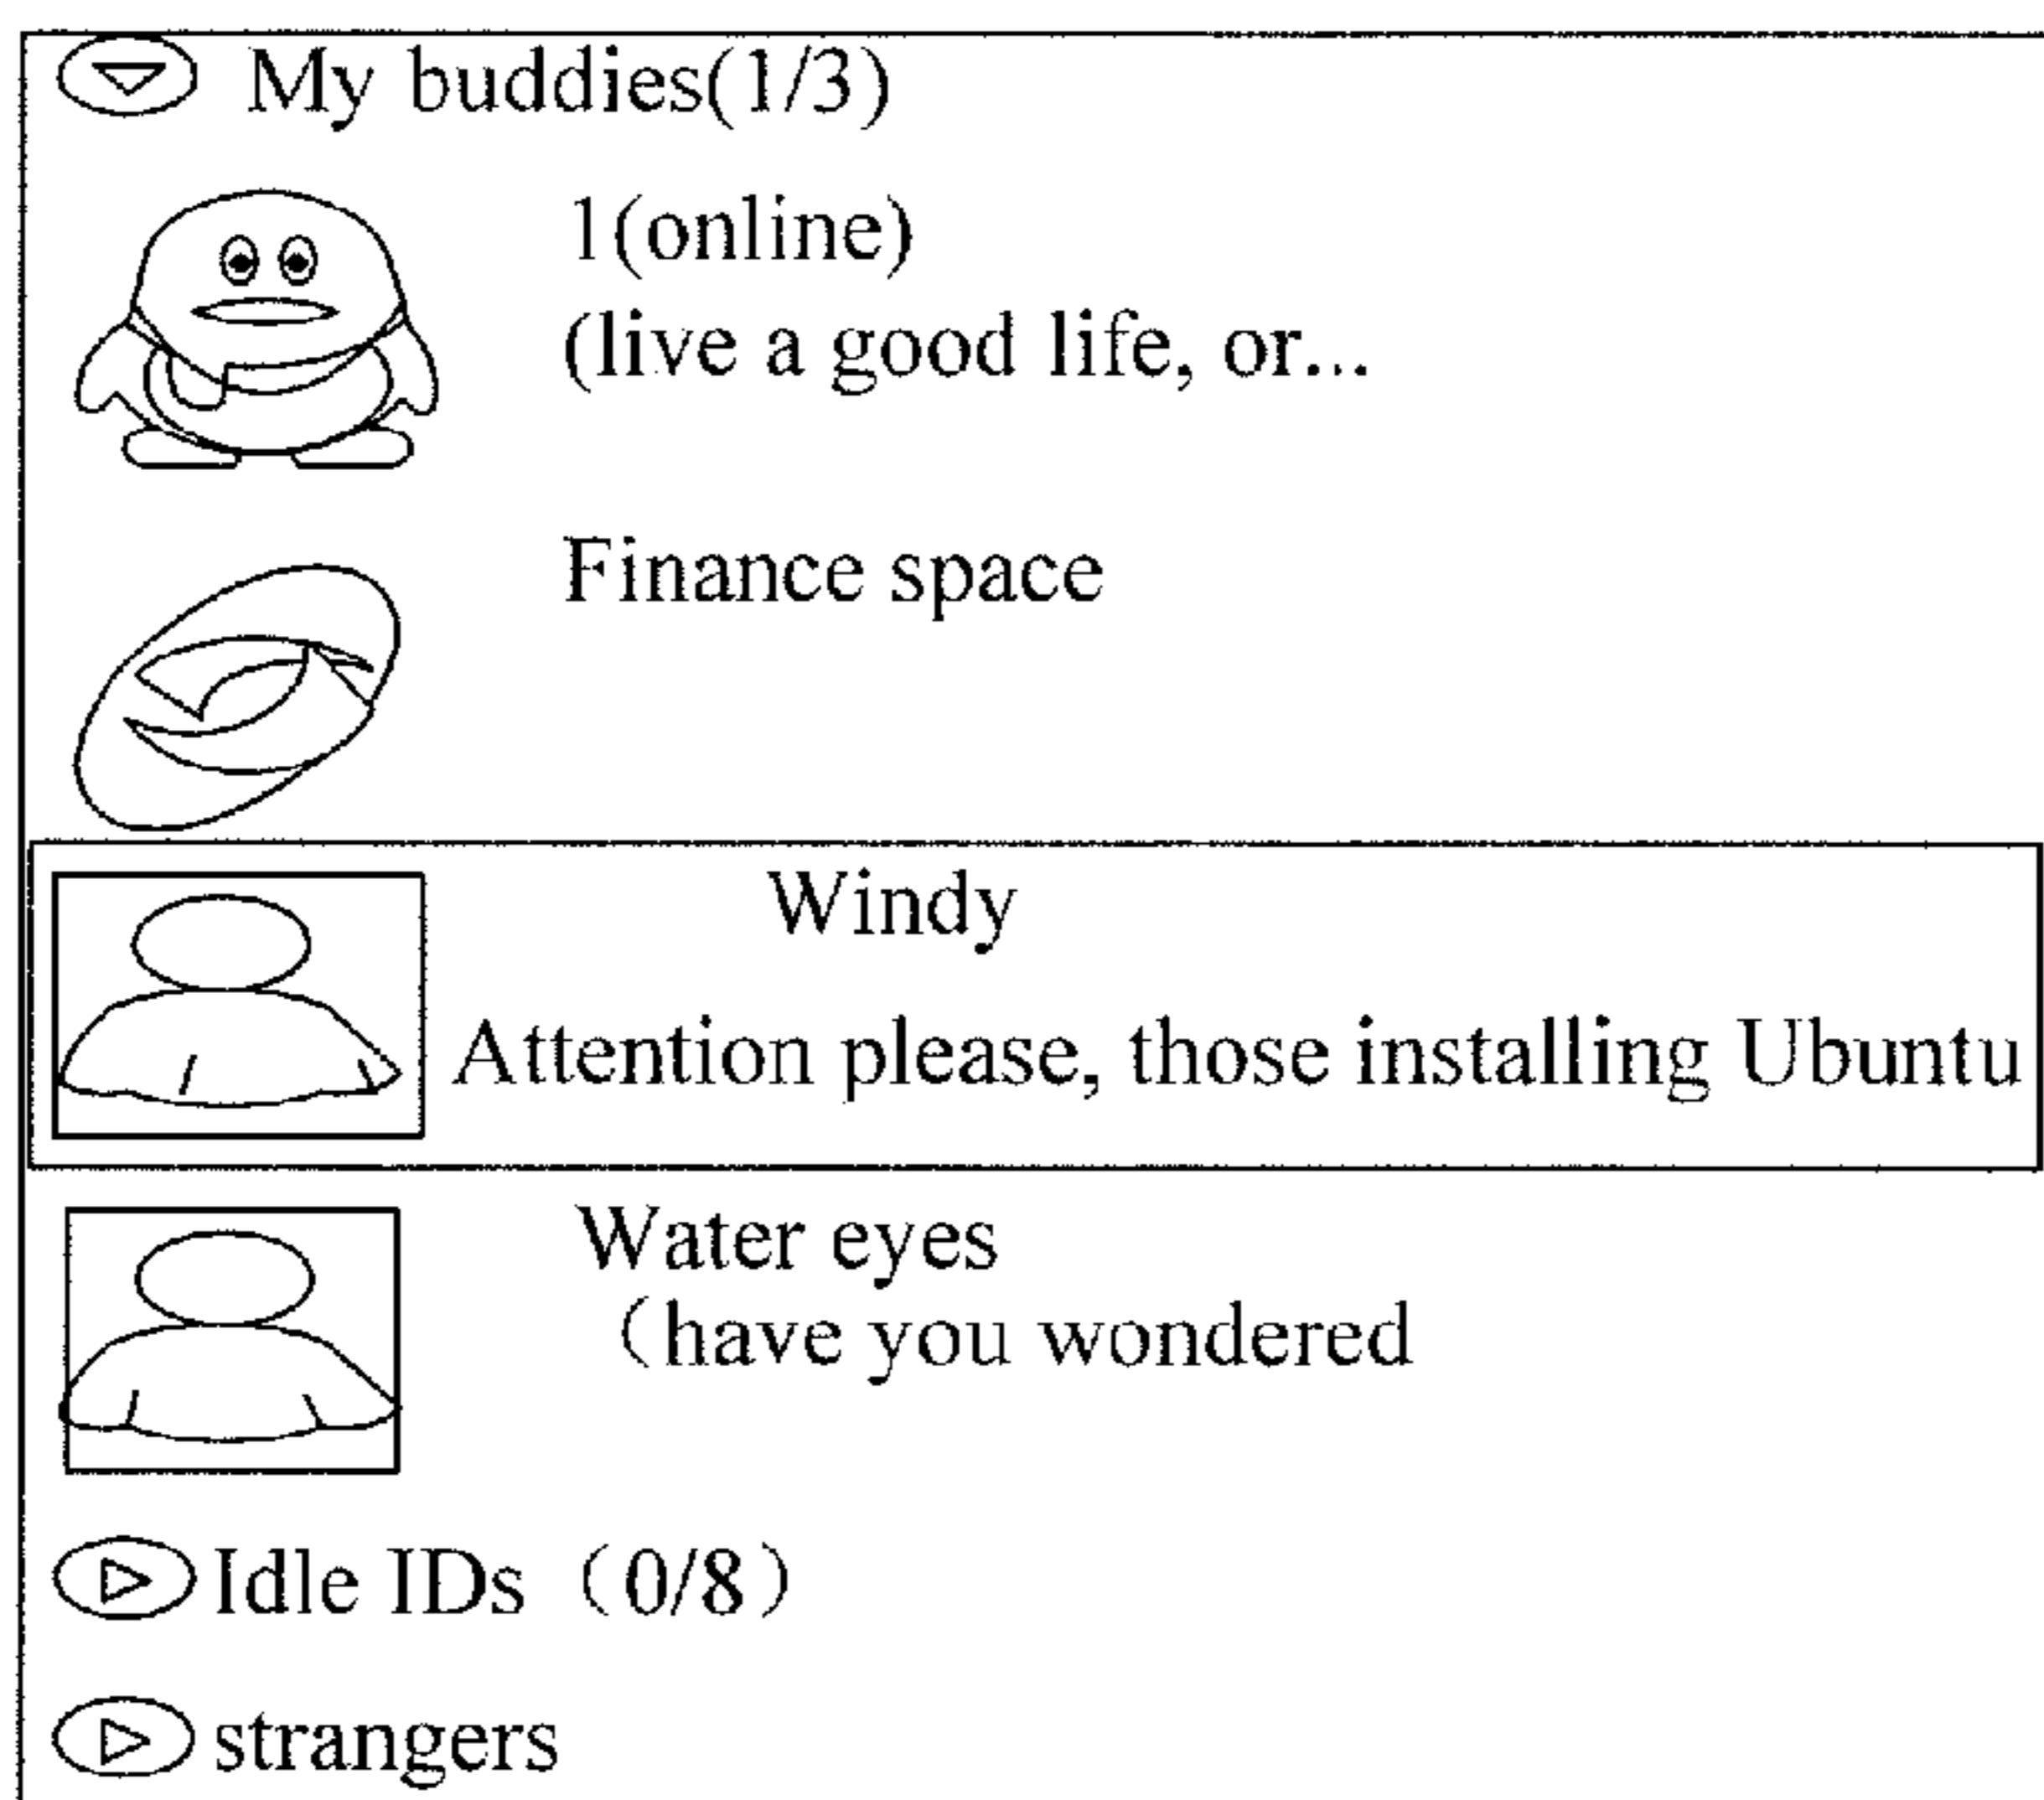 My buddies(1/3)
1(online)
(live a good life, or...
Finance space
Windy
Attention please, those installing Ubuntu
Water eyes
(have you wondered
Idle IDs (0/8)
strangers